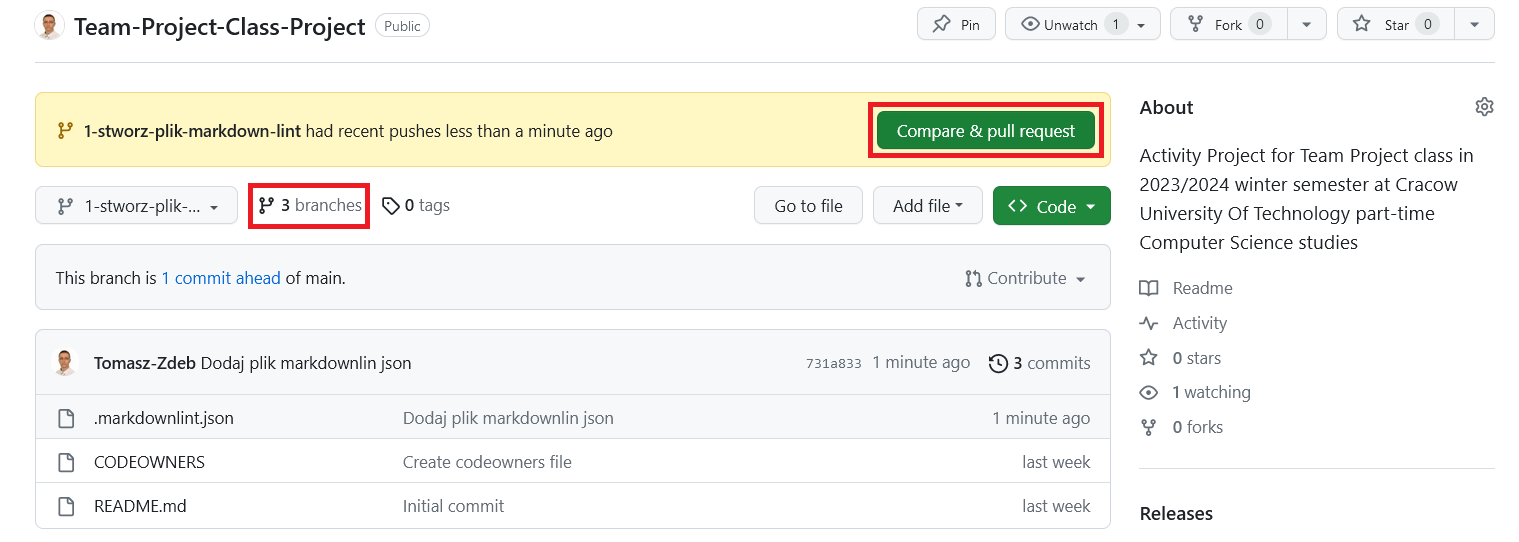 Team-Project-Class-Project Public
Pin
Unwatch 1
Fork 0
Star 0
1-stworz-plik-markdown-lint had recent pushes less than a minute ago
Compare & pull request
1-stworz-plik-...
3 branches
0 tags
Go to file
Add file
Code
This branch is 1 commit ahead of main.
Contribute
Tomasz-Zdeb Dodaj plik markdownlin json
731a833 1 minute ago
3 commits
.markdownlint.json Dodaj plik markdownlin json 1 minute ago
CODEOWNERS Create codeowners file last week
README.md Initial commit last week
About
Activity Project for Team Project class in
2023/2024 winter semester at Cracow
University Of Technology part-time
Computer Science studies
Readme
Activity
0 stars
1 watching
0 forks
Releases